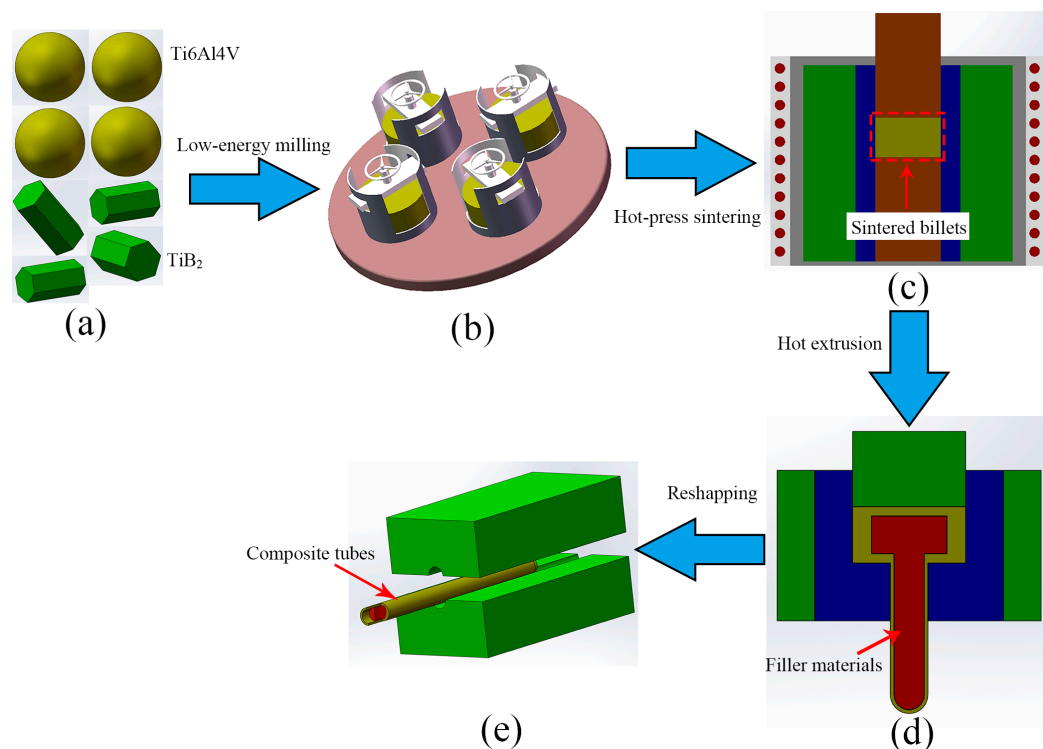 Ti6Al4V
Low-energy milling
TiB₂
(a)
(b)
Hot-press sintering
Sintered billets
(c)
Hot extrusion
Reshapping
Composite tubes
Filler materials
(d)
(e)